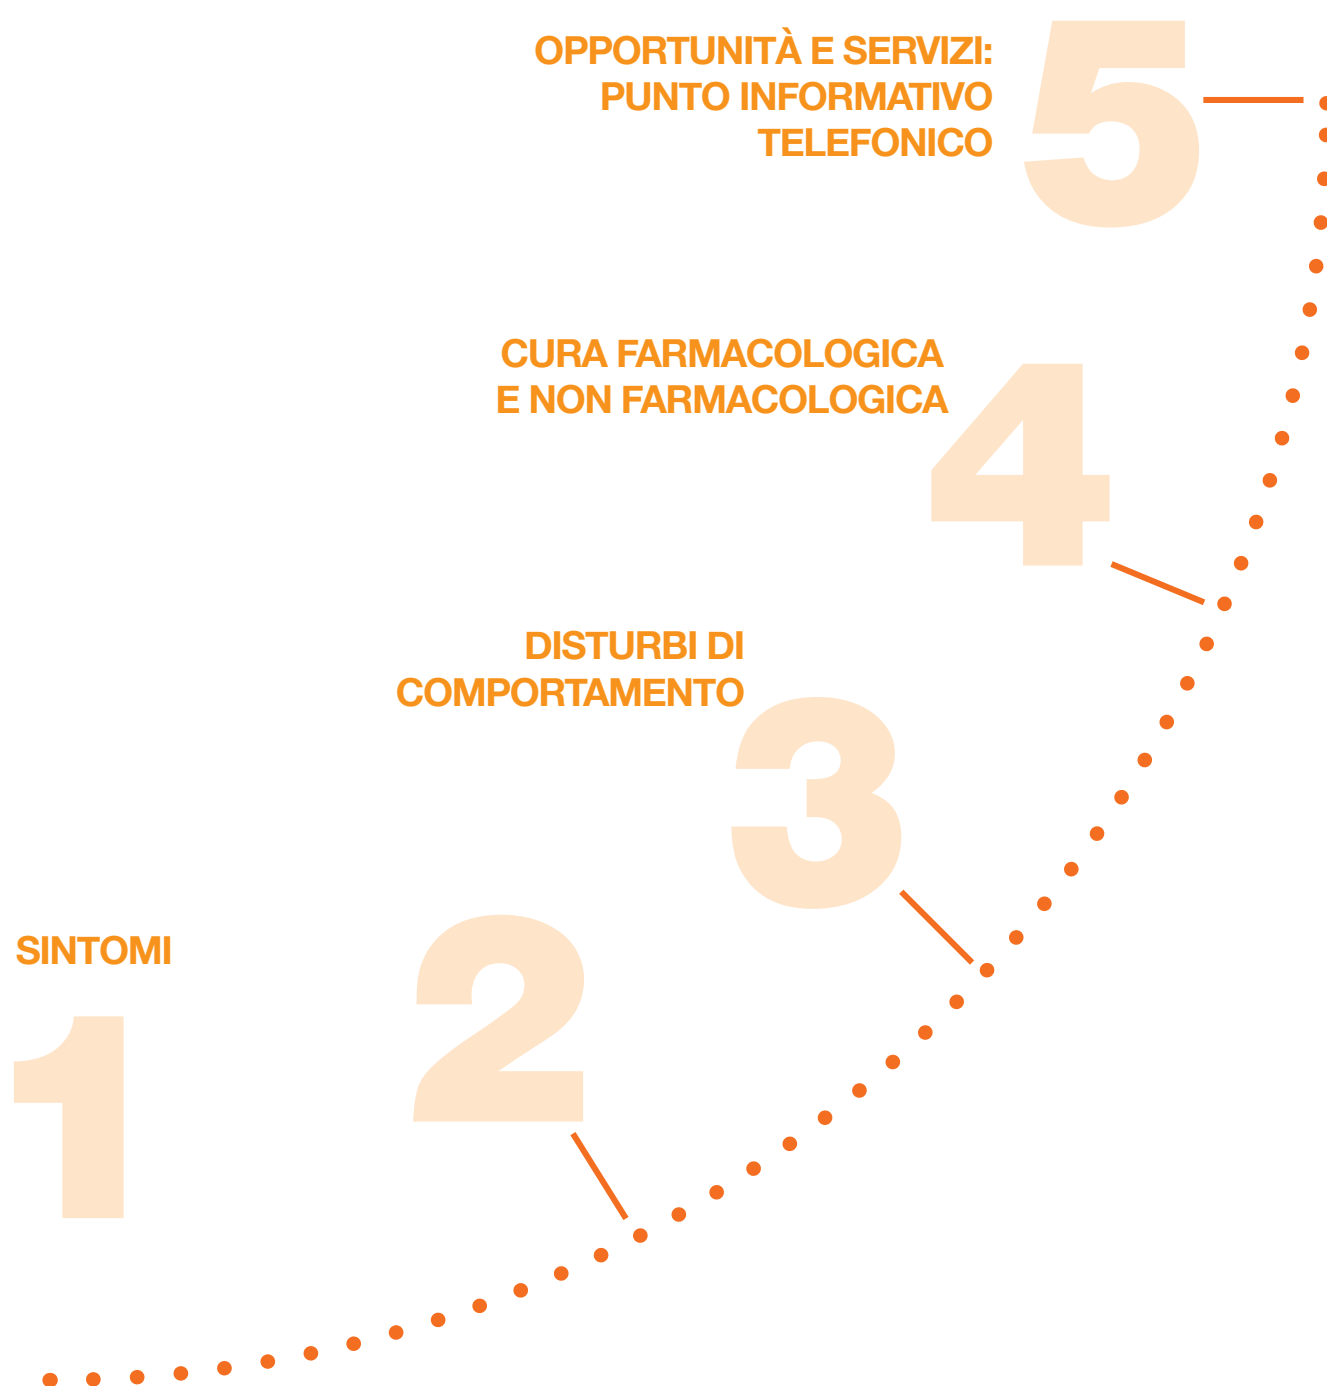 OPPORTUNITÀ E SERVIZI:
PUNTO INFORMATIVO
TELEFONICO
5
CURA FARMACOLOGICA
E NON FARMACOLOGICA
4
DISTURBI DI
COMPORTAMENTO
3
2
SINTOMI
1